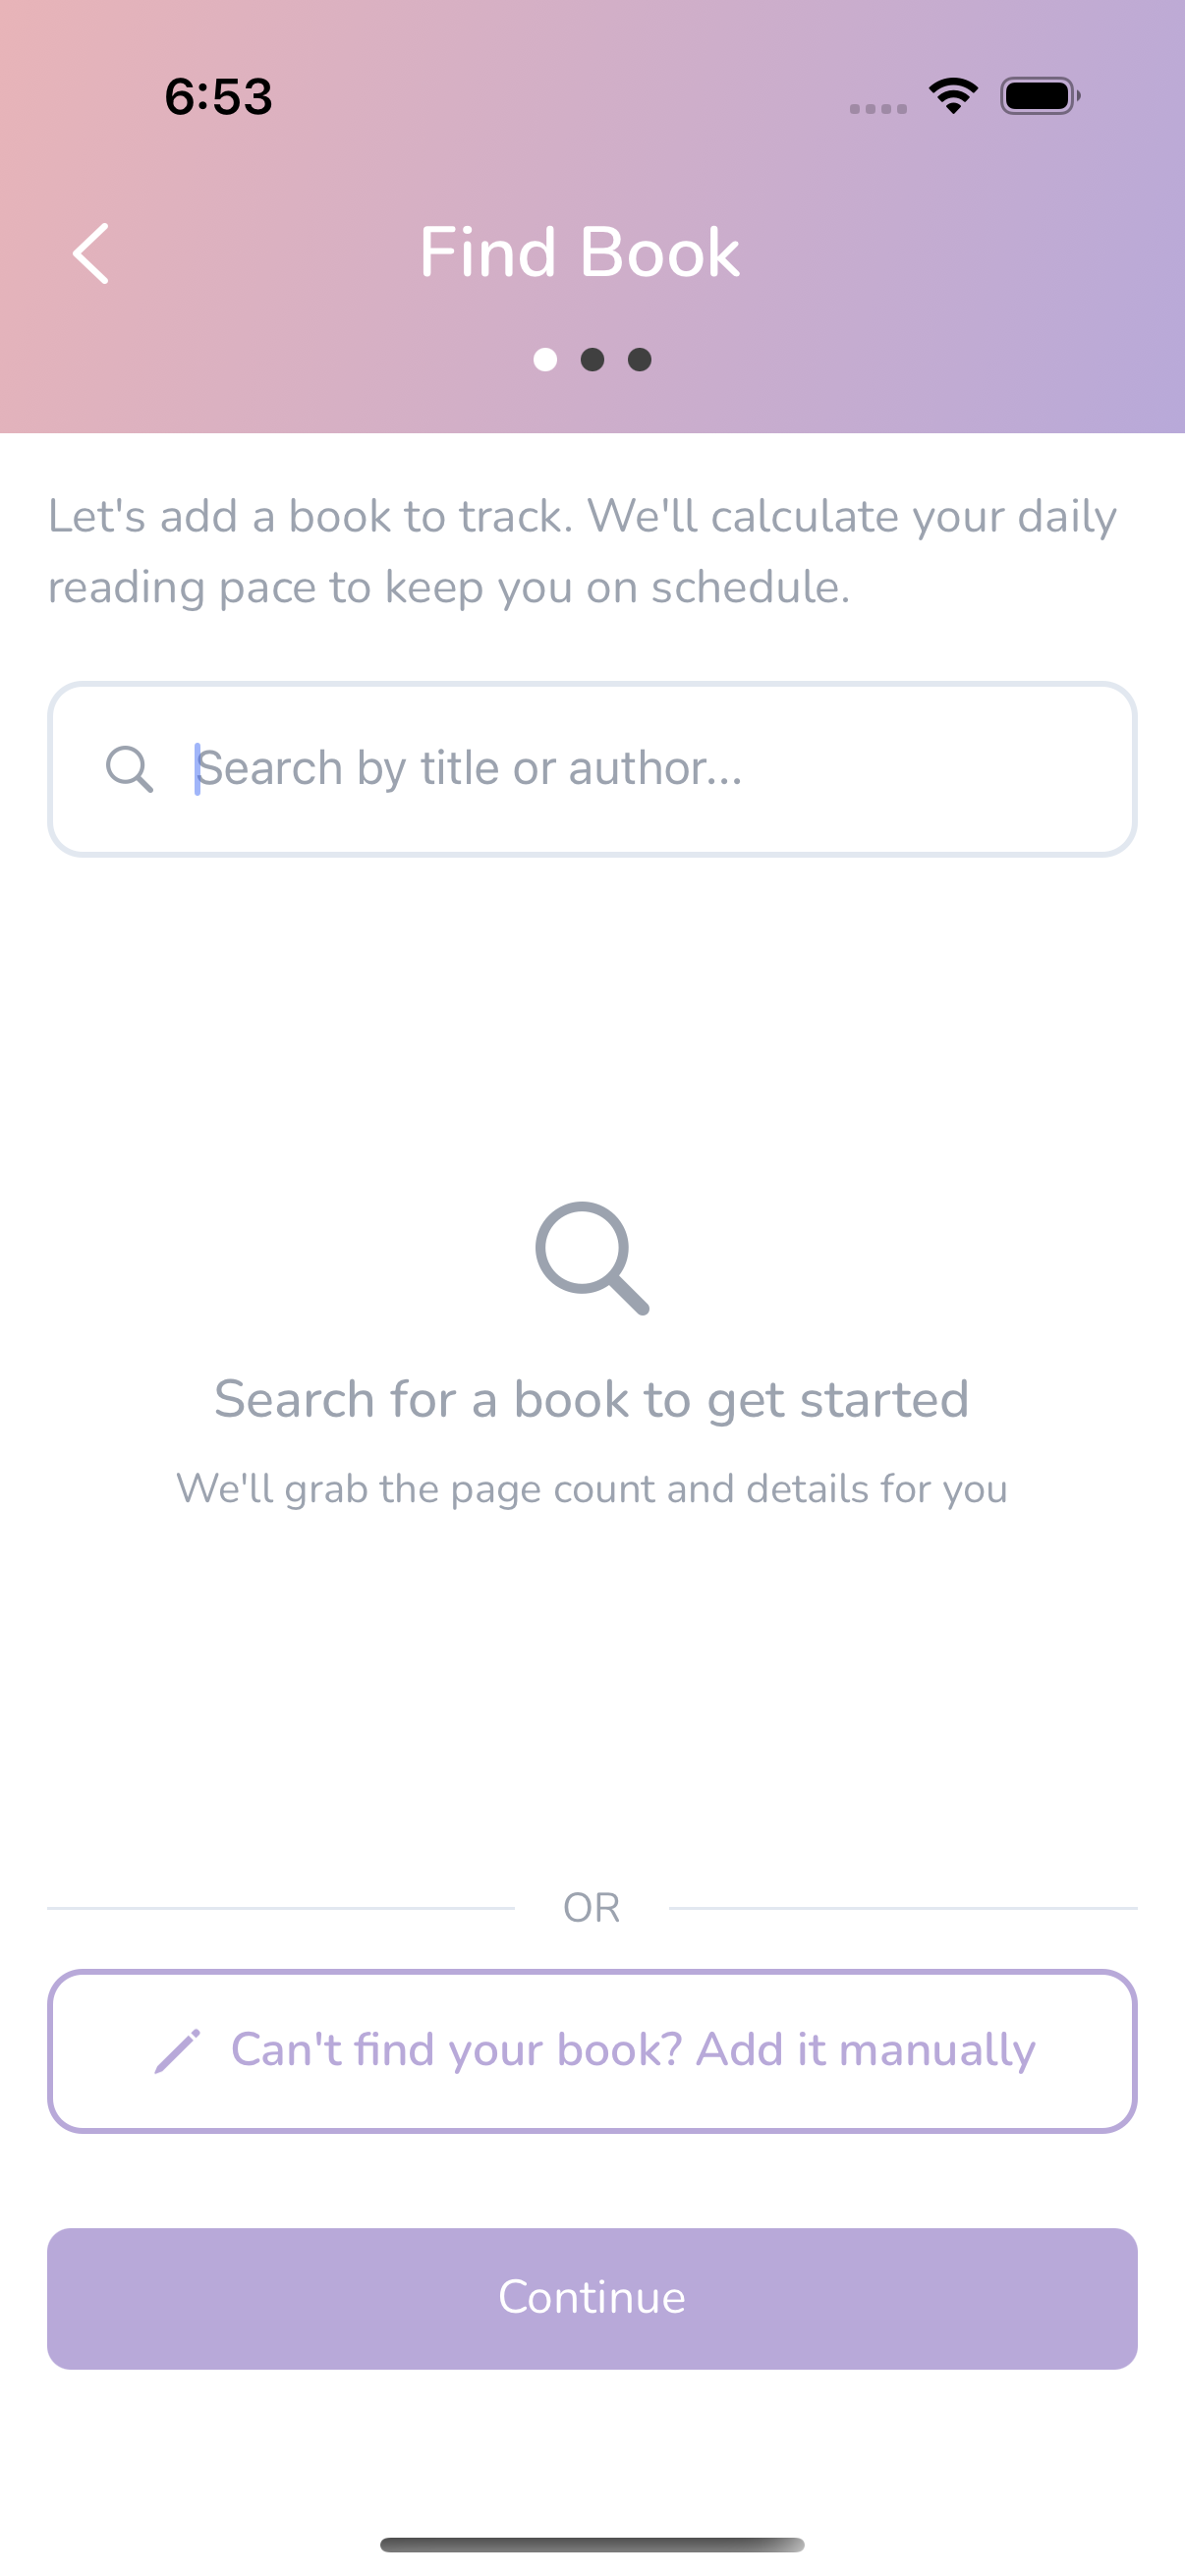 6:53
Find Book
Let's add a book to track. We'll calculate your daily
reading pace to keep you on schedule.
Search by title or author...
Search for a book to get started
We'll grab the page count and details for you
OR
Can't find your book? Add it manually
Continue